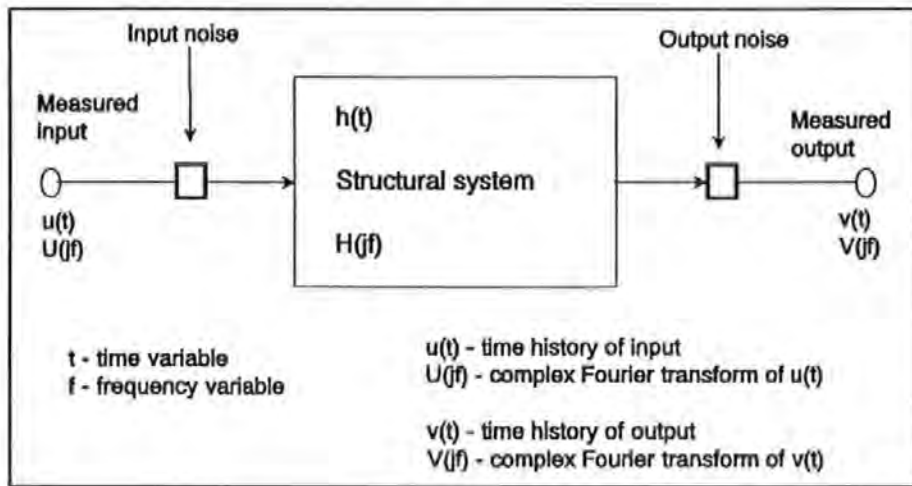 Input noise
Output noise
Measured
input
h(t)
Measured
output
Structural system
u(t)
U(jf)
H(jf)
v(t)
V(jf)
t - time variable
f - frequency variable
u(t) - time history of input
U(jf) - complex Fourier transform of u(t)
v(t) - time history of output
V(jf) - complex Fourier transform of v(t)